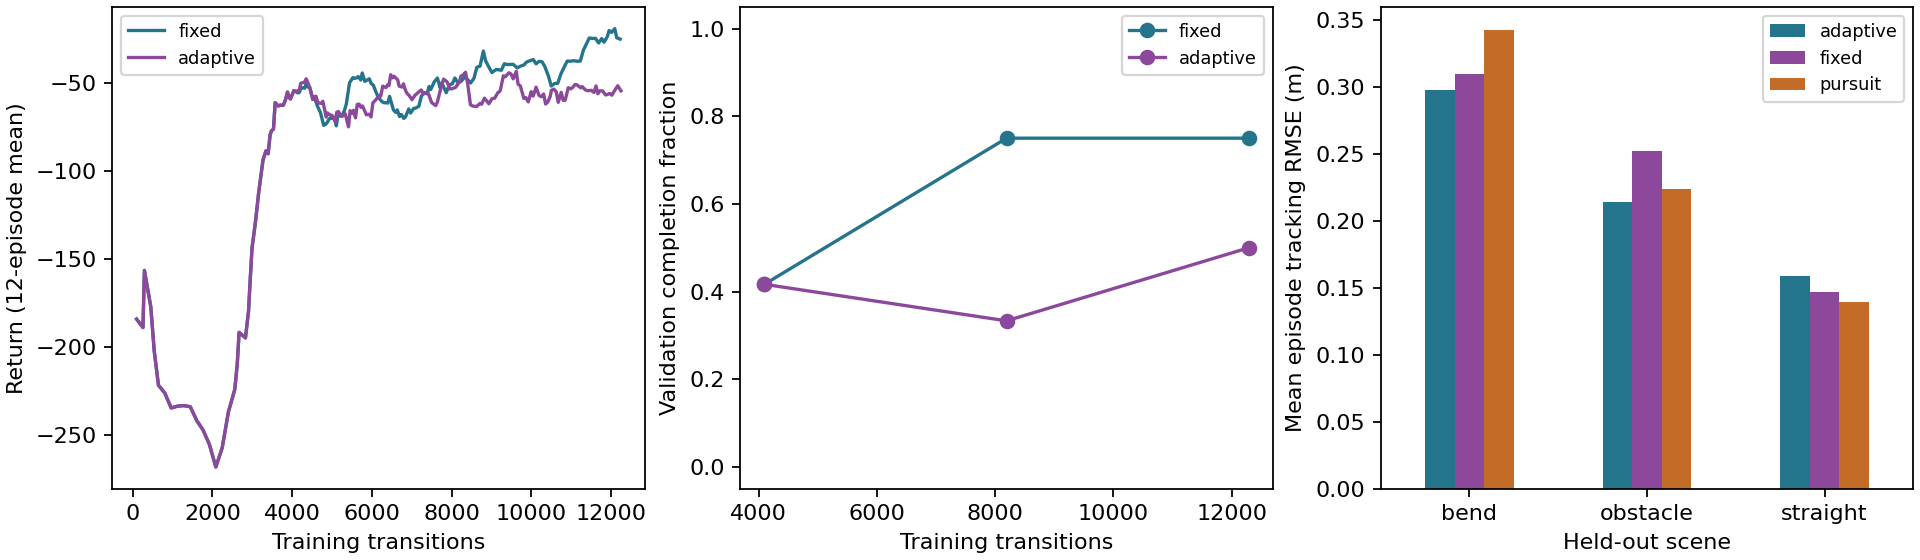 Return (12-episode mean)
−50
−100
−150
−200
−250
fixed
adaptive
0 2000 4000 6000 8000 10000 12000
Training transitions
Validation completion fraction
1.0
0.8
0.6
0.4
0.2
0.0
fixed
adaptive
4000 6000 8000 10000 12000
Training transitions
Mean episode tracking RMSE (m)
0.35
0.30
0.25
0.20
0.15
0.10
0.05
0.00
adaptive
fixed
pursuit
bend obstacle straight
Held-out scene